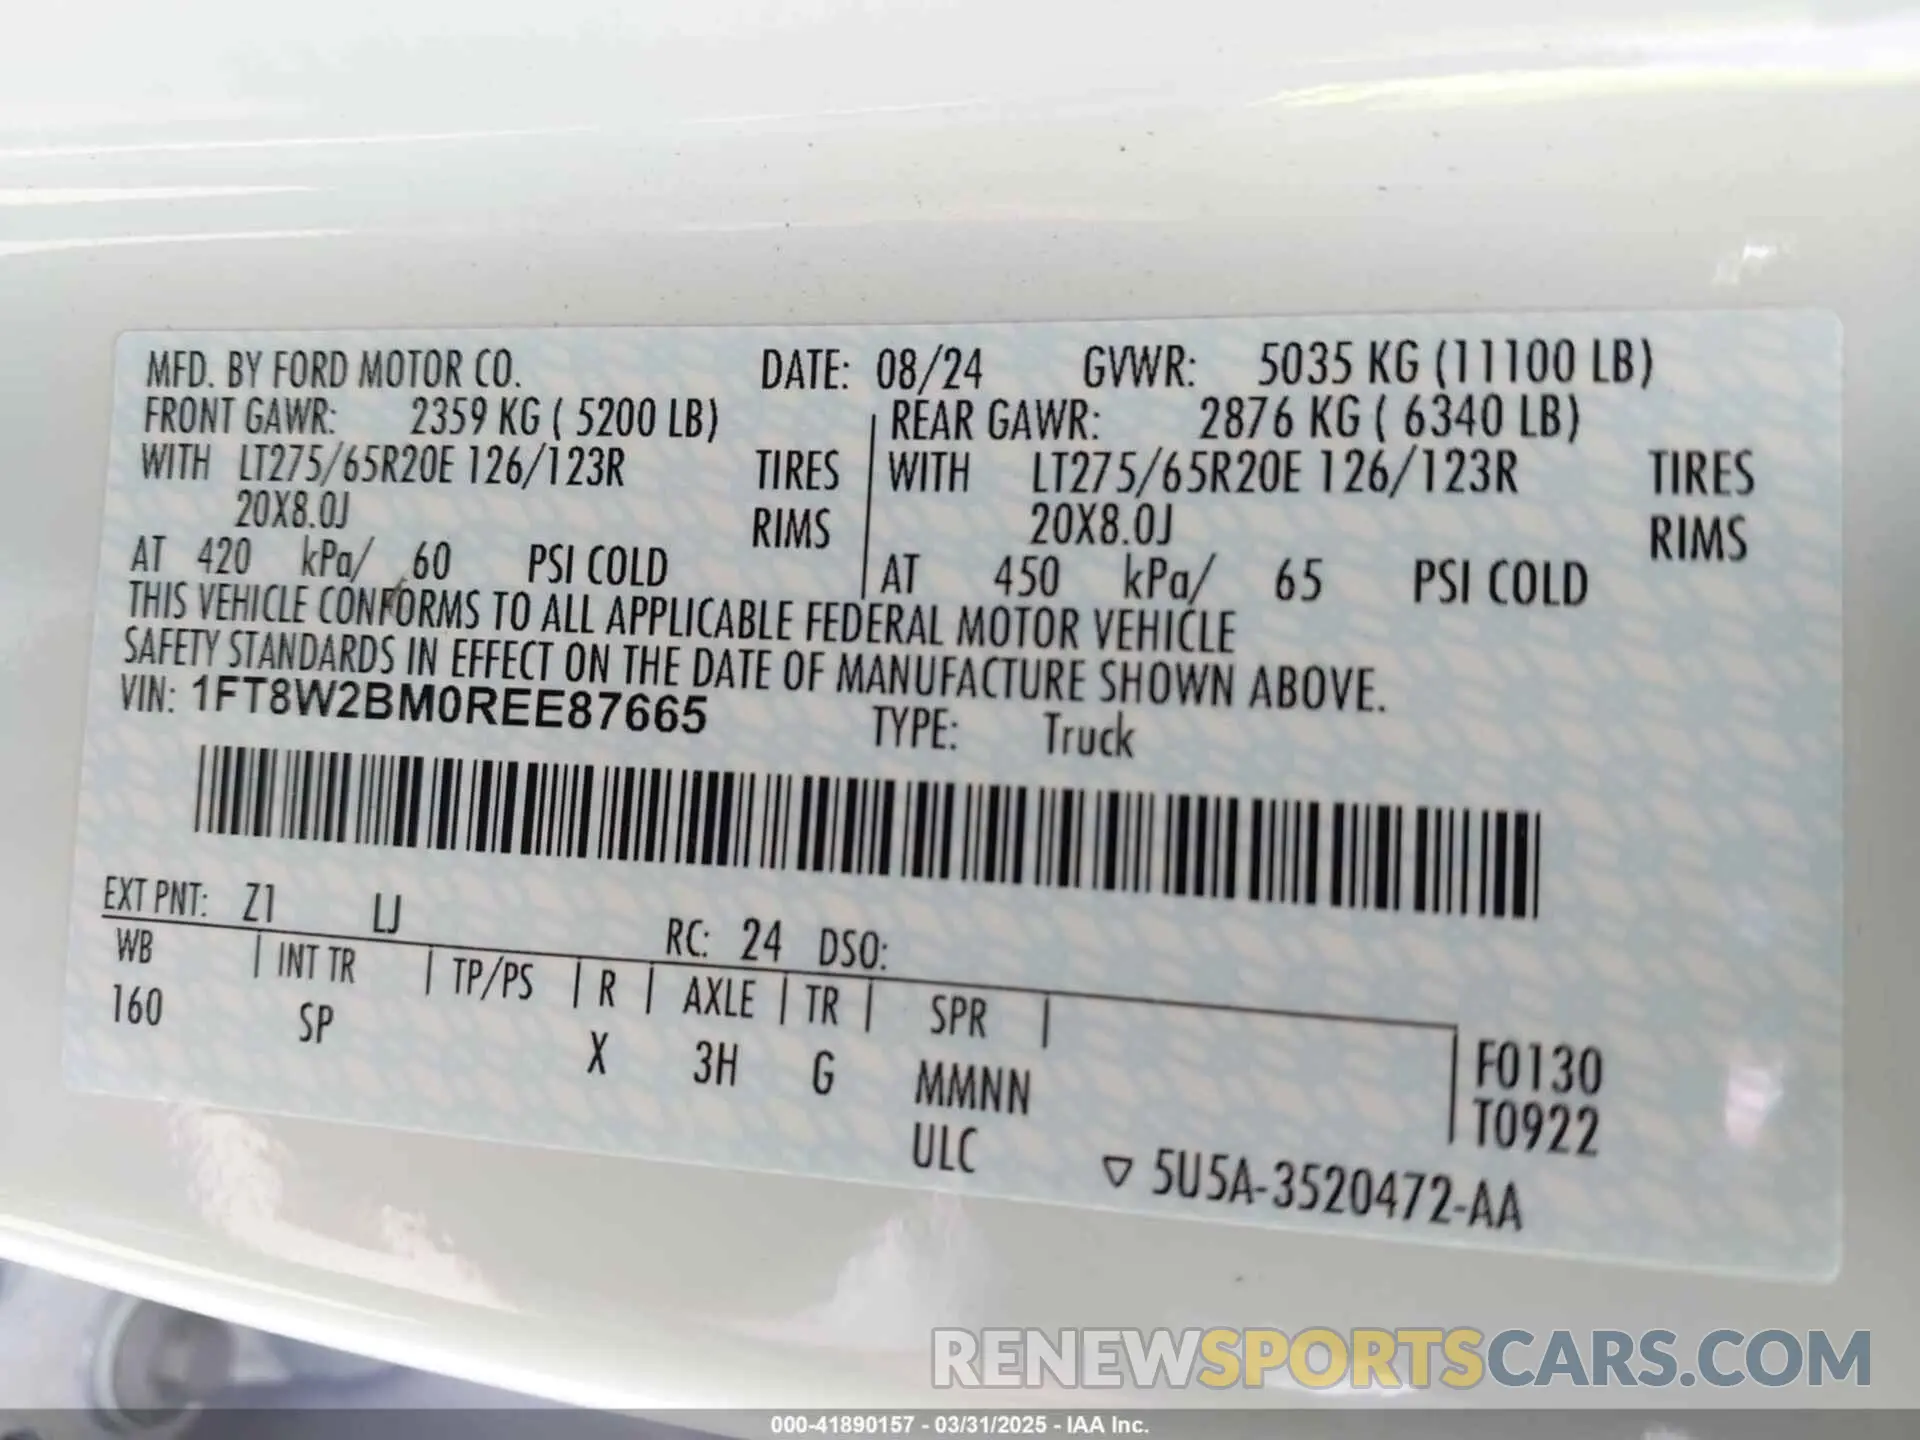 MFD. BY FORD MOTOR CO. DATE: 08/24 GVWR: 5035 KG (11100 LB)
FRONT GAWR: 2359 KG ( 5200 LB) REAR GAWR: 2876 KG ( 6340 LB)
WITH LT275/65R20E 126/123R TIRES WITH LT275/65R20E 126/123R TIRES
20X8.0J RIMS 20X8.0J RIMS
AT 420 kPa/ 60 PSI COLD AT 450 kPa/ 65 PSI COLD
THIS VEHICLE CONFORMS TO ALL APPLICABLE FEDERAL MOTOR VEHICLE
SAFETY STANDARDS IN EFFECT ON THE DATE OF MANUFACTURE SHOWN ABOVE.
VIN: 1FT8W2BM0REE87665 TYPE: Truck
EXT PNT: Z1 LJ RC: 24 DSO:
WB INT TR TP/PS R AXLE TR SPR
160 SP X 3H G MMNN F0130
T0922
ULC 5U5A-3520472-AA
RENEWSPORTSCARS.COM
000-41890157 - 03/31/2025 - IAA Inc.